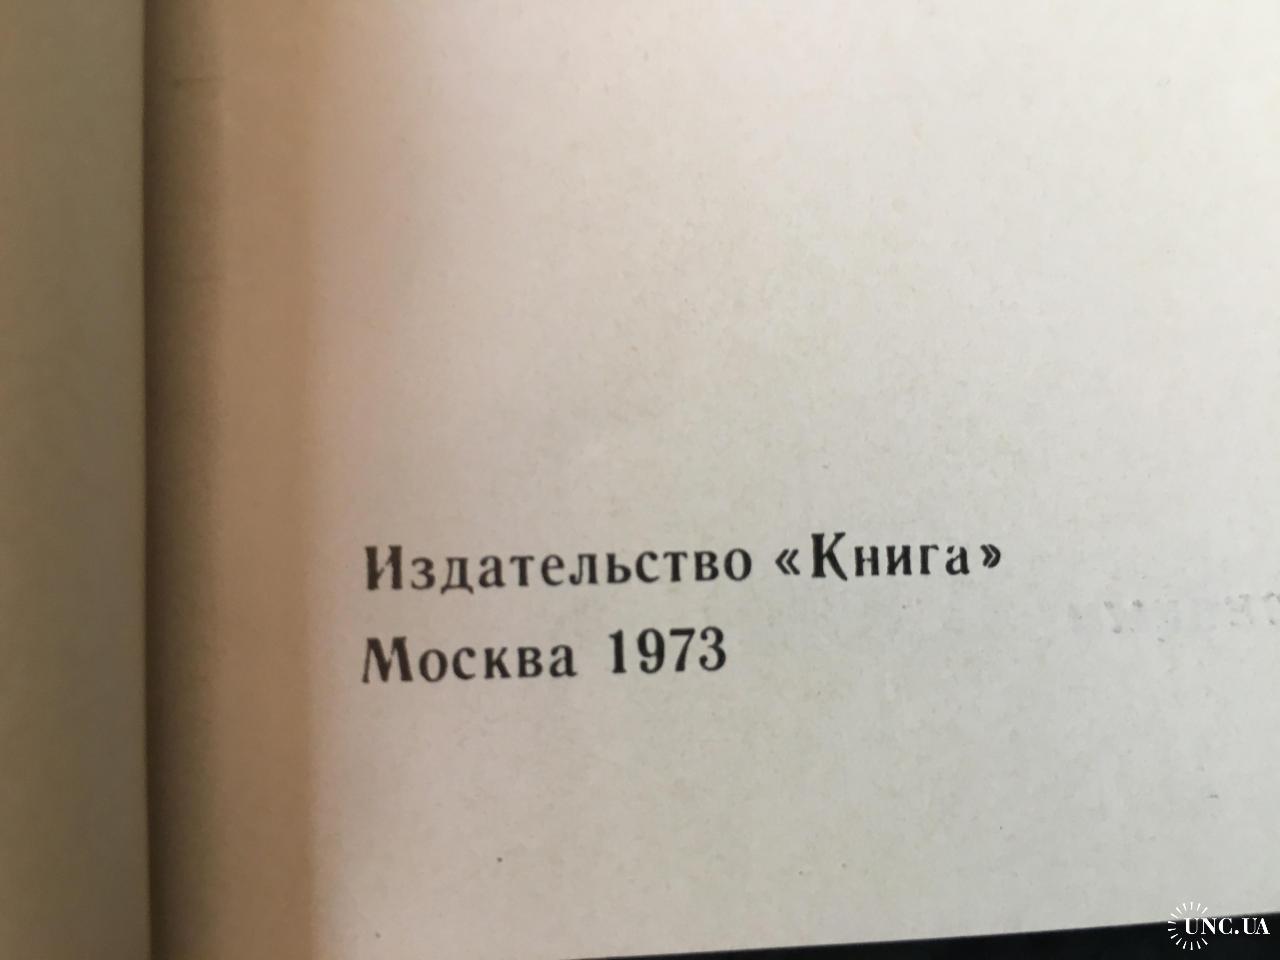 Издательство «Книга»
Москва 1973
UNC.UA